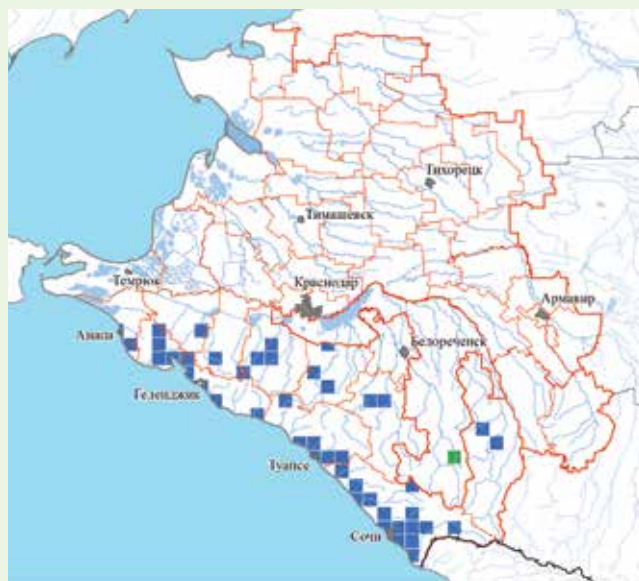 Тихорецк
Тимашевск
Темрюк
Краснодар
Армавир
Анапа
Белореченск
Геленджик
Туапсе
Сочи